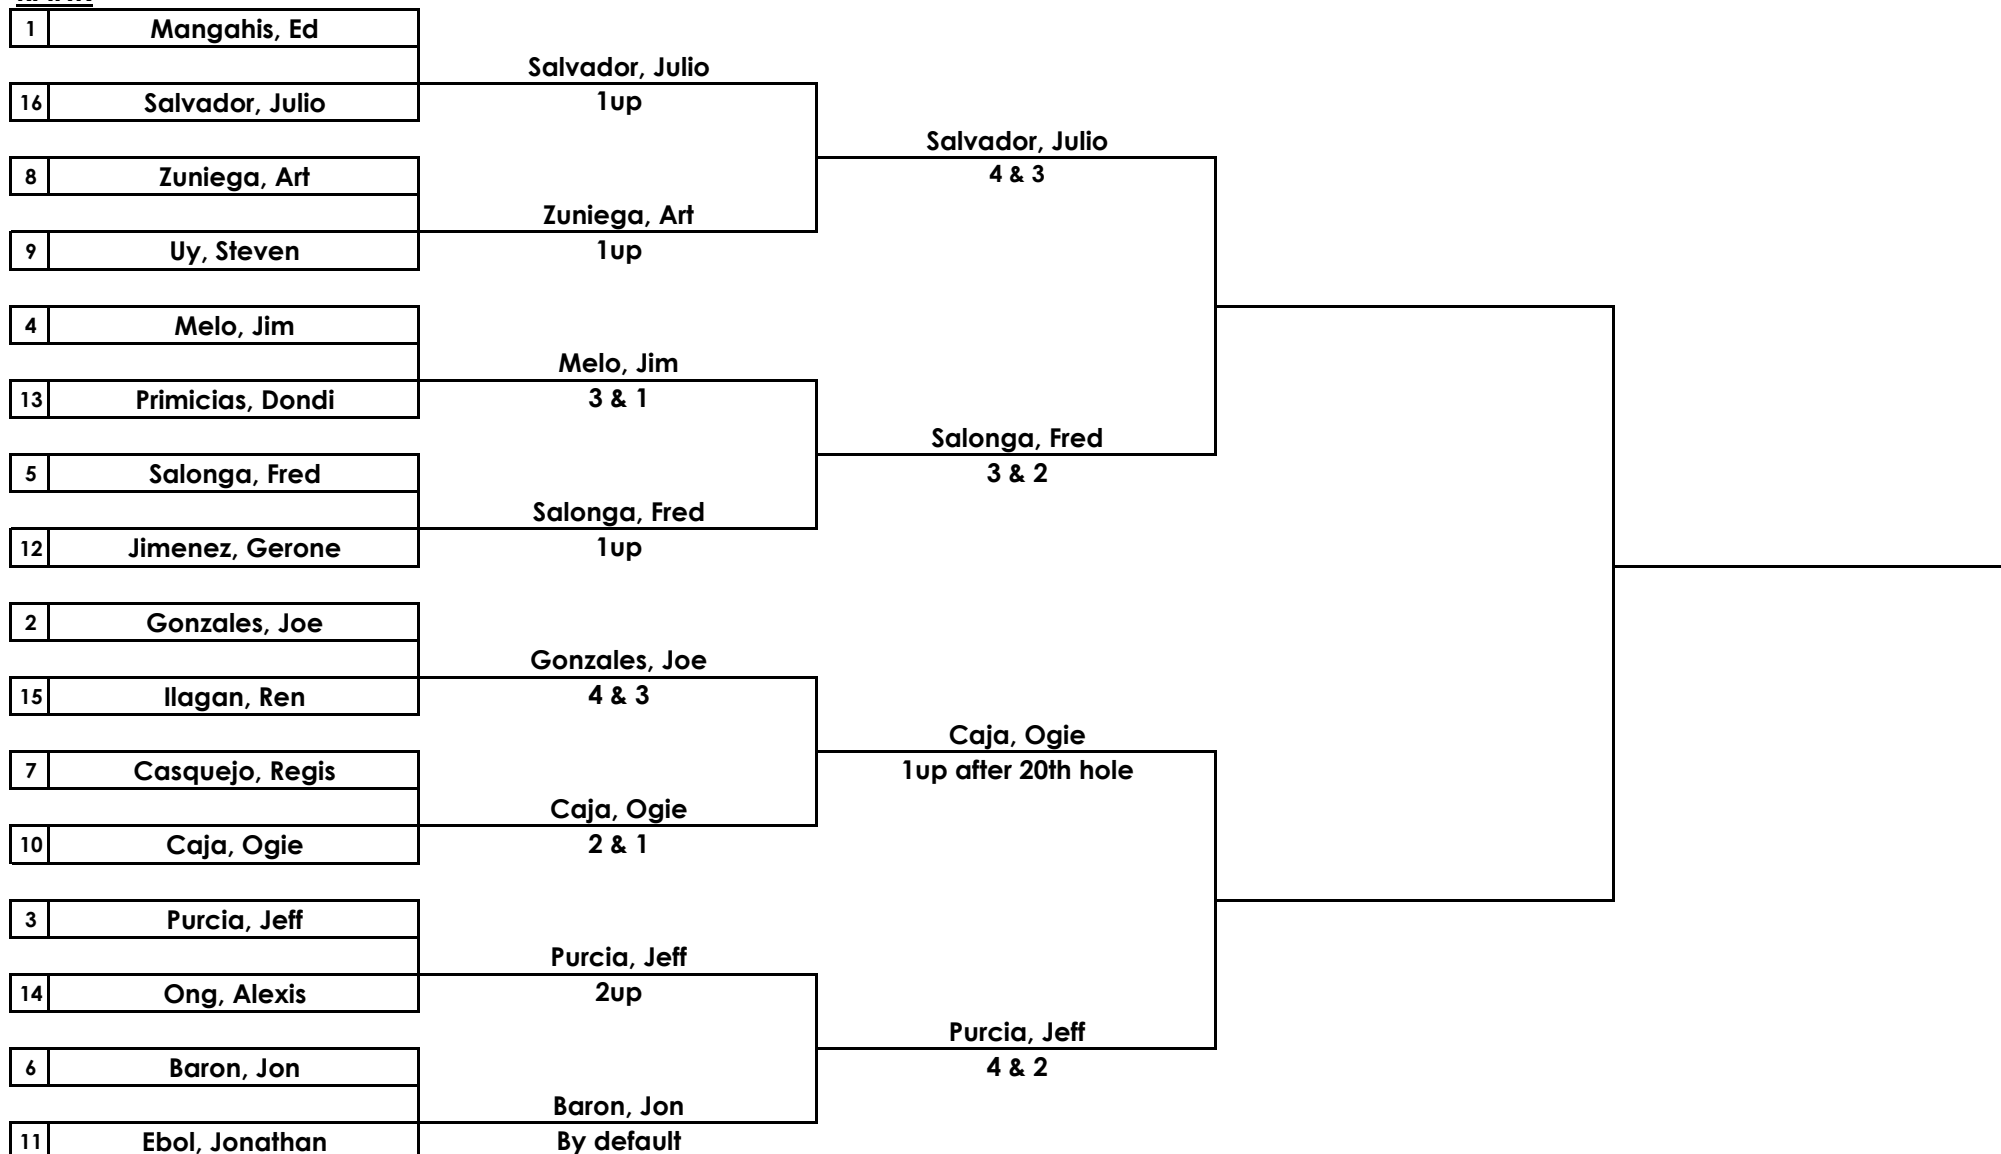 1 Mangahis, Ed
Salvador, Julio
16 Salvador, Julio
1up
Salvador, Julio
8 Zuniega, Art
4 & 3
Zuniega, Art
9 Uy, Steven
1up
4 Melo, Jim
Melo, Jim
13 Primicias, Dondi
3 & 1
Salonga, Fred
5 Salonga, Fred
3 & 2
Salonga, Fred
12 Jimenez, Gerone
1up
2 Gonzales, Joe
Gonzales, Joe
15 Ilagan, Ren
4 & 3
Caja, Ogie
7 Casquejo, Regis
1up after 20th hole
Caja, Ogie
10 Caja, Ogie
2 & 1
3 Purcia, Jeff
Purcia, Jeff
14 Ong, Alexis
2up
Purcia, Jeff
6 Baron, Jon
4 & 2
Baron, Jon
11 Ebol, Jonathan
By default